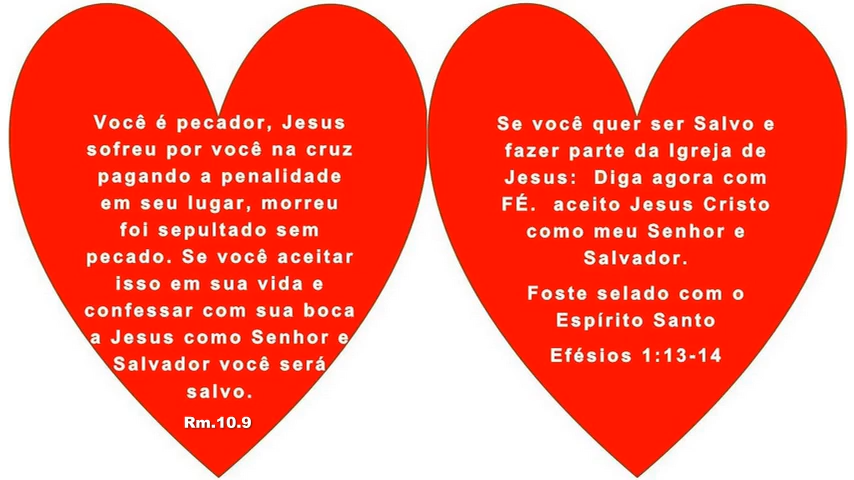 Você é pecador, Jesus
sofreu por você na cruz
pagando a penalidade
em seu lugar, morreu
foi sepultado sem
pecado. Se você aceitar
isso em sua vida e
confessar com sua boca
a Jesus como Senhor e
Salvador você será
salvo.
Rm.10.9
Se você quer ser Salvo e
fazer parte da Igreja de
Jesus:  Diga agora com
FÉ.  aceito Jesus Cristo
como meu Senhor e
Salvador.
Foste selado com o
Espírito Santo
Efésios 1:13-14